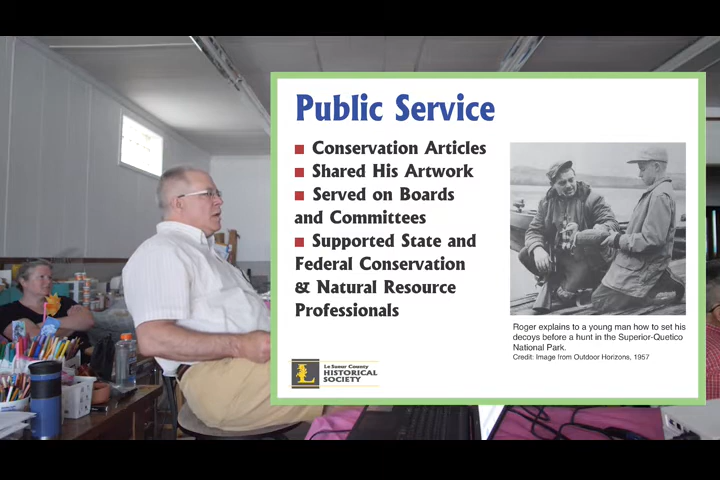 Public Service
Conservation Articles
Shared His Artwork
Served on Boards
and Committees
Supported State and
Federal Conservation
& Natural Resource
Professionals
Roger explains to a young man how to set his
decoys before a hunt in the Superior-Quetico
National Park.
Credit: Image from Outdoor Horizons, 1957
Le Sueur County
HISTORICAL
SOCIETY